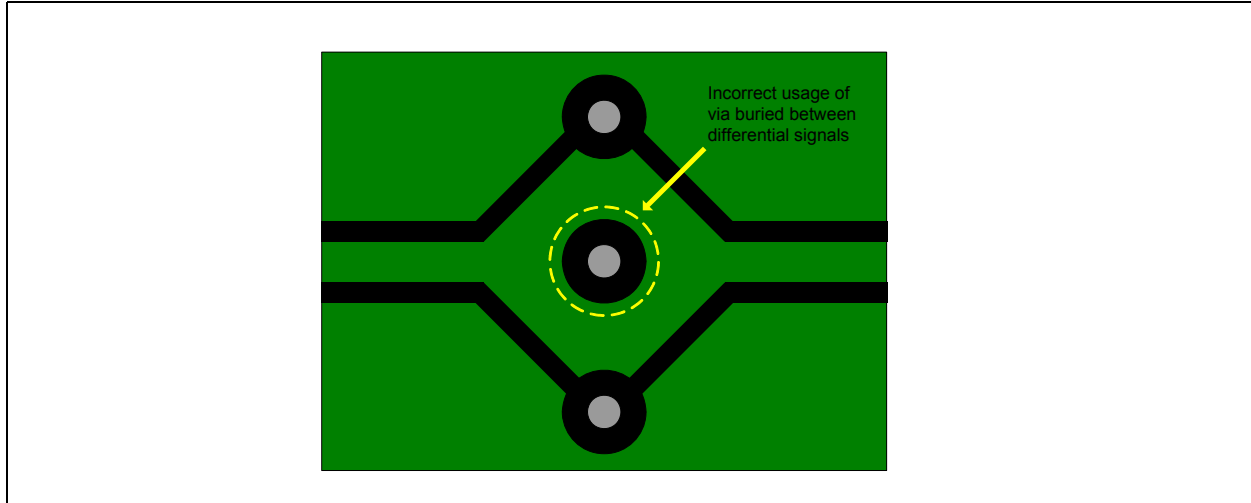 Incorrect usage of
via buried between
differential signals